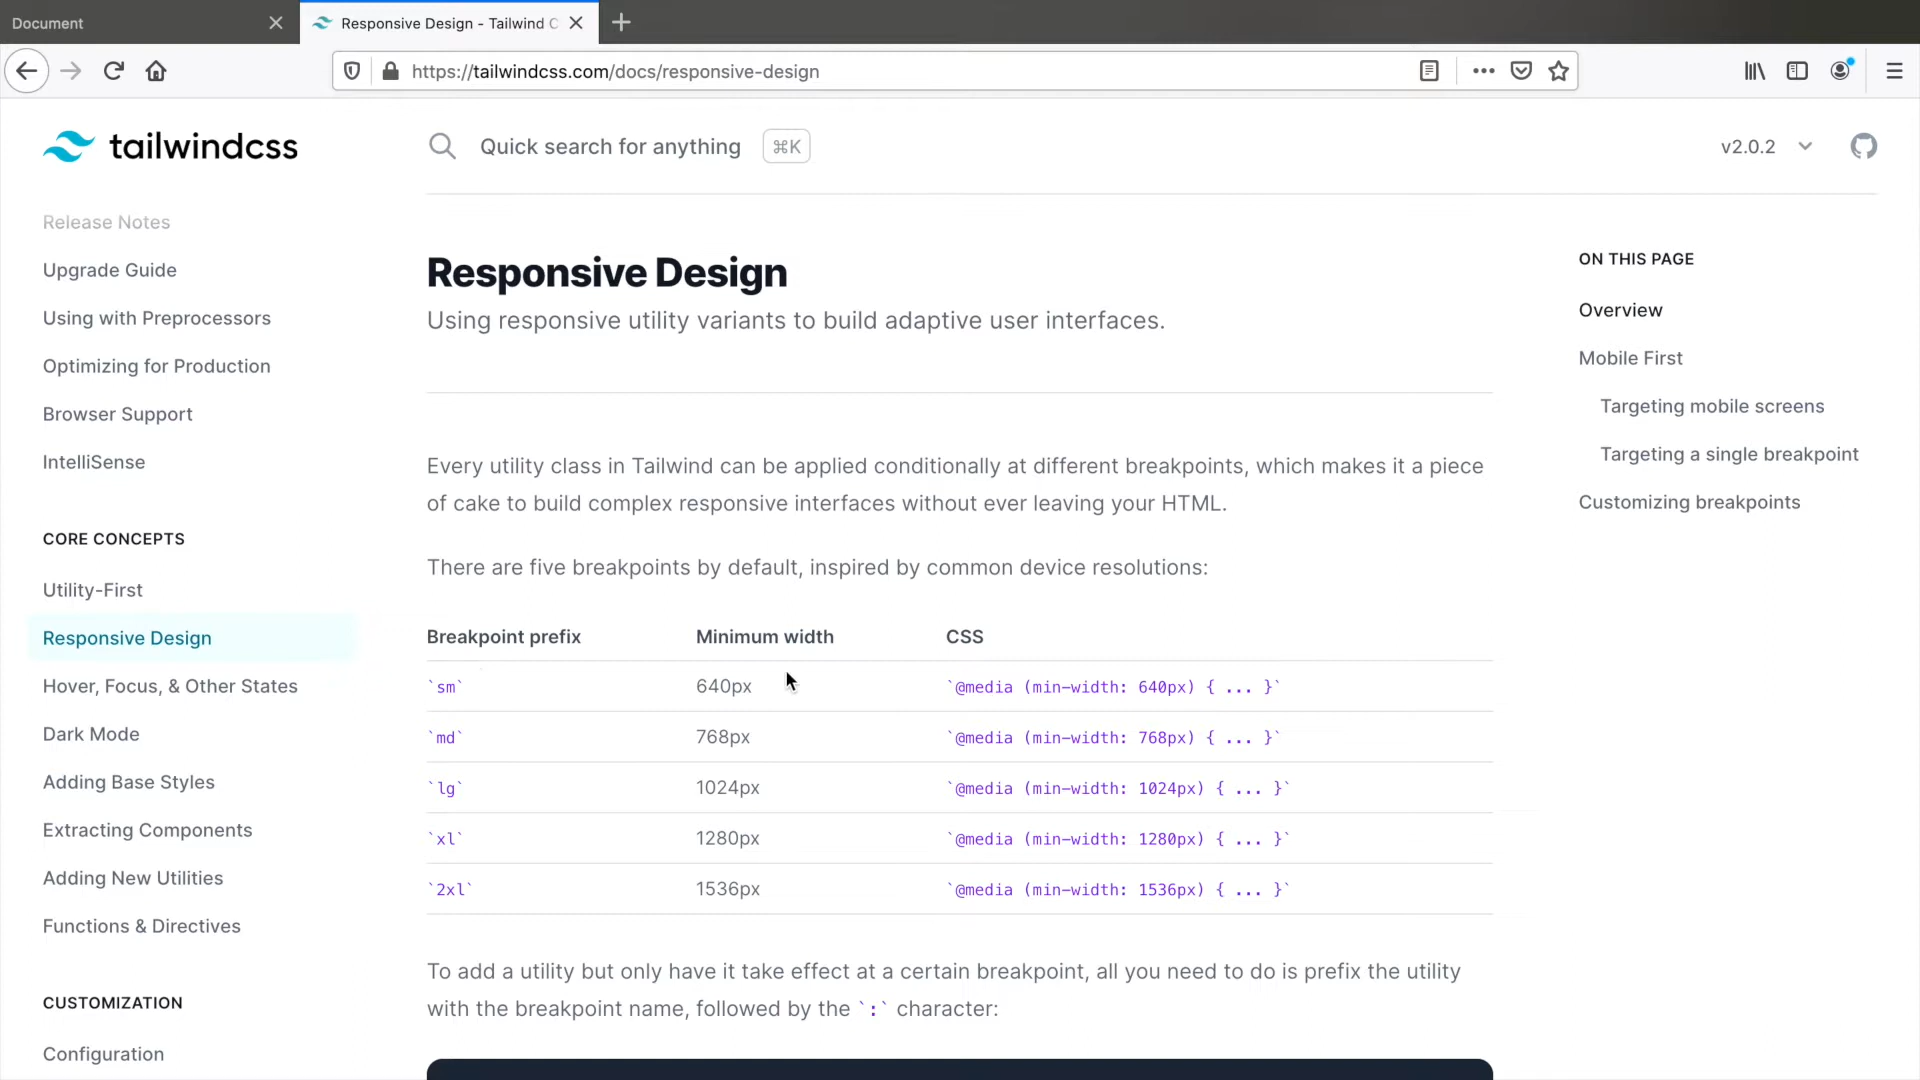 Document
Responsive Design - Tailwind C
https://tailwindcss.com/docs/responsive-design
tailwindcss
Quick search for anything
⌘K
v2.0.2
Release Notes
Upgrade Guide
Using with Preprocessors
Optimizing for Production
Browser Support
IntelliSense
CORE CONCEPTS
Utility-First
Responsive Design
Hover, Focus, & Other States
Dark Mode
Adding Base Styles
Extracting Components
Adding New Utilities
Functions & Directives
CUSTOMIZATION
Configuration
Responsive Design
Using responsive utility variants to build adaptive user interfaces.
Every utility class in Tailwind can be applied conditionally at different breakpoints, which makes it a piece
of cake to build complex responsive interfaces without ever leaving your HTML.
There are five breakpoints by default, inspired by common device resolutions:
Breakpoint prefix Minimum width CSS
`sm` 640px `@media (min-width: 640px) { ... }`
`md` 768px `@media (min-width: 768px) { ... }`
`lg` 1024px `@media (min-width: 1024px) { ... }`
`xl` 1280px `@media (min-width: 1280px) { ... }`
`2xl` 1536px `@media (min-width: 1536px) { ... }`
To add a utility but only have it take effect at a certain breakpoint, all you need to do is prefix the utility
with the breakpoint name, followed by the `:` character:
ON THIS PAGE
Overview
Mobile First
Targeting mobile screens
Targeting a single breakpoint
Customizing breakpoints